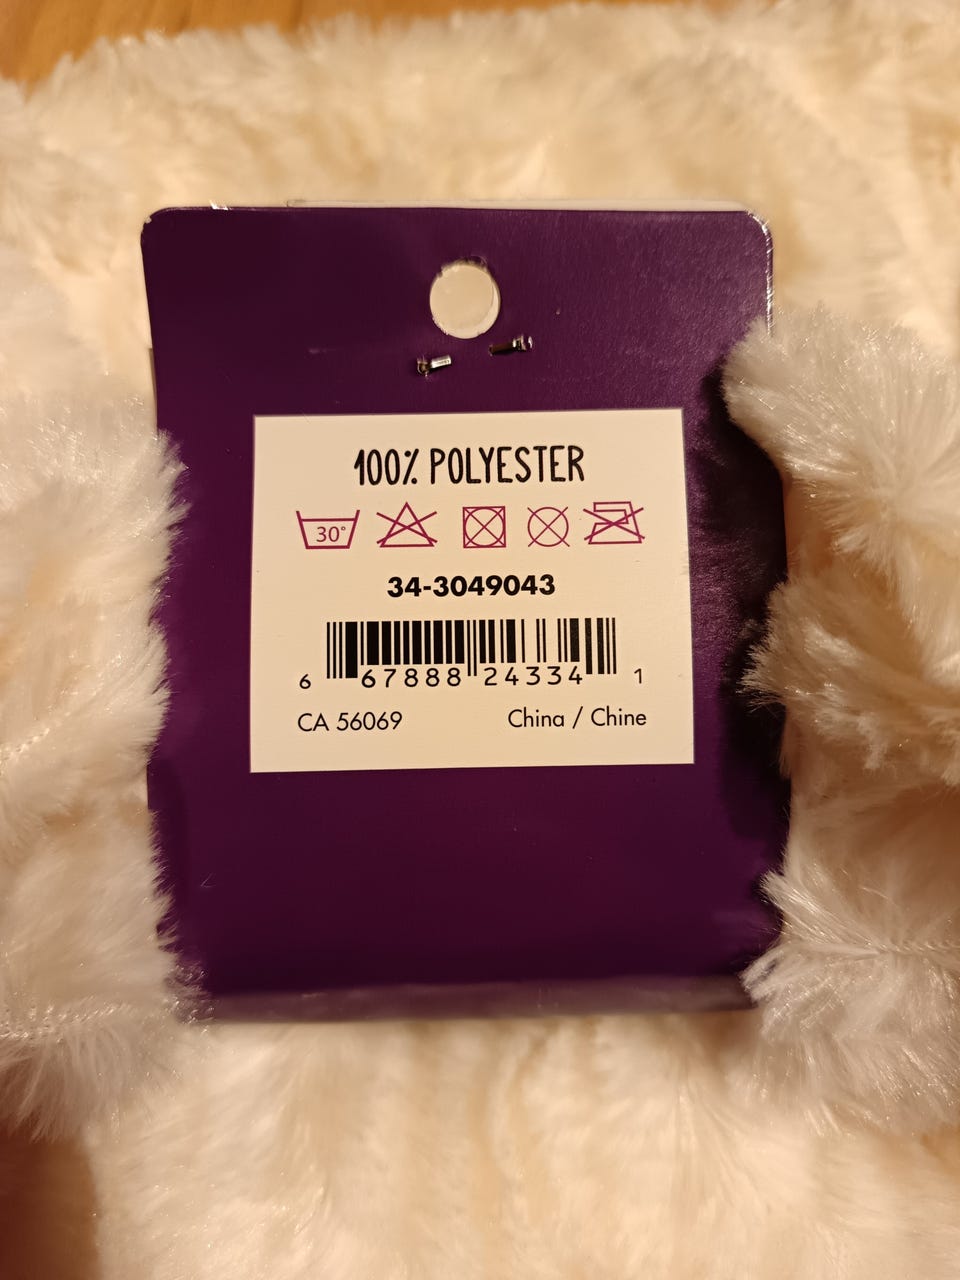 100% POLYESTER
30°
34-3049043
6 67888 24334 1
CA 56069 China / Chine